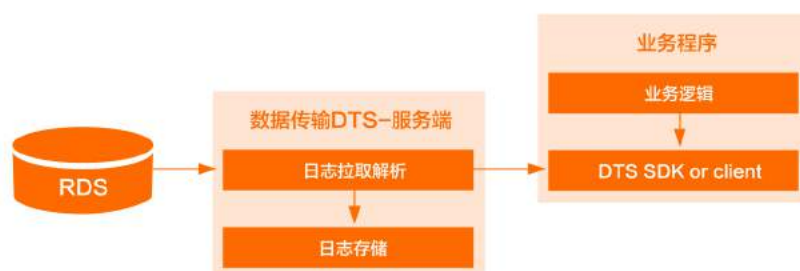 业务程序
业务逻辑
数据传输DTS-服务端
日志拉取解析
DTS SDK or client
RDS
日志存储